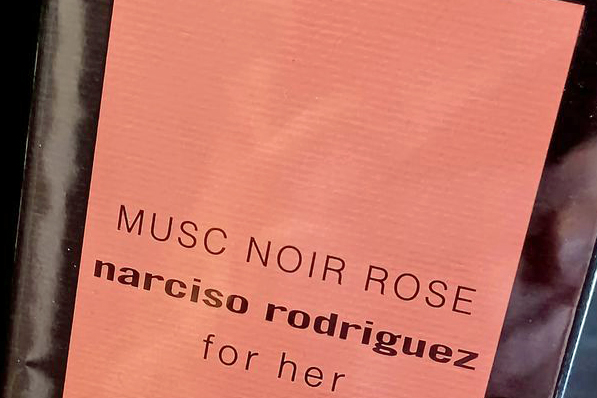 MUSC NOIR ROSE
narciso rodriguez
for her